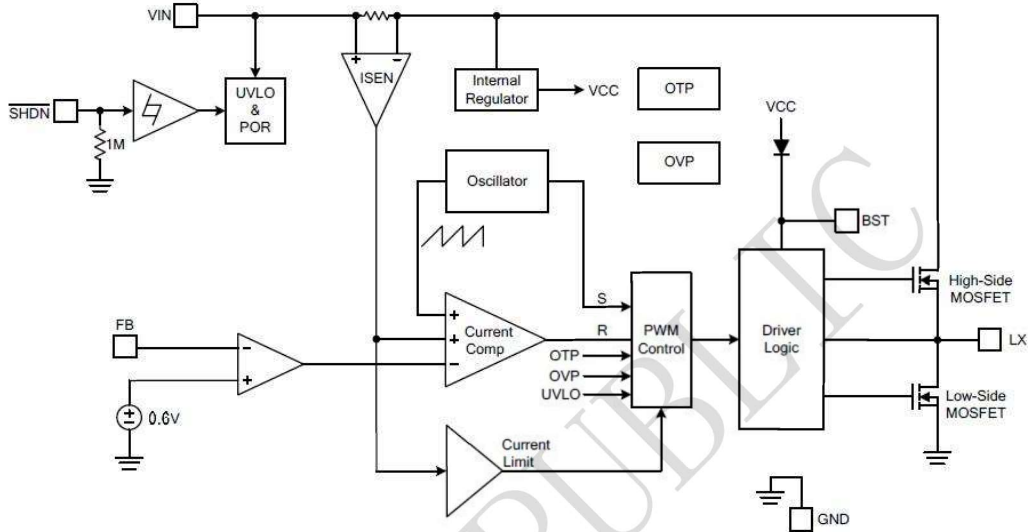 VIN
ISEN
Internal
Regulator
VCC
OTP
SHDN
UVLO
&
POR
1M
VCC
OVP
Oscillator
BST
High-Side
MOSFET
FB
Current
Comp
S
R
PWM
Control
Driver
Logic
LX
OTP
OVP
UVLO
0.6V
Low-Side
MOSFET
Current
Limit
GND
PUBLIC